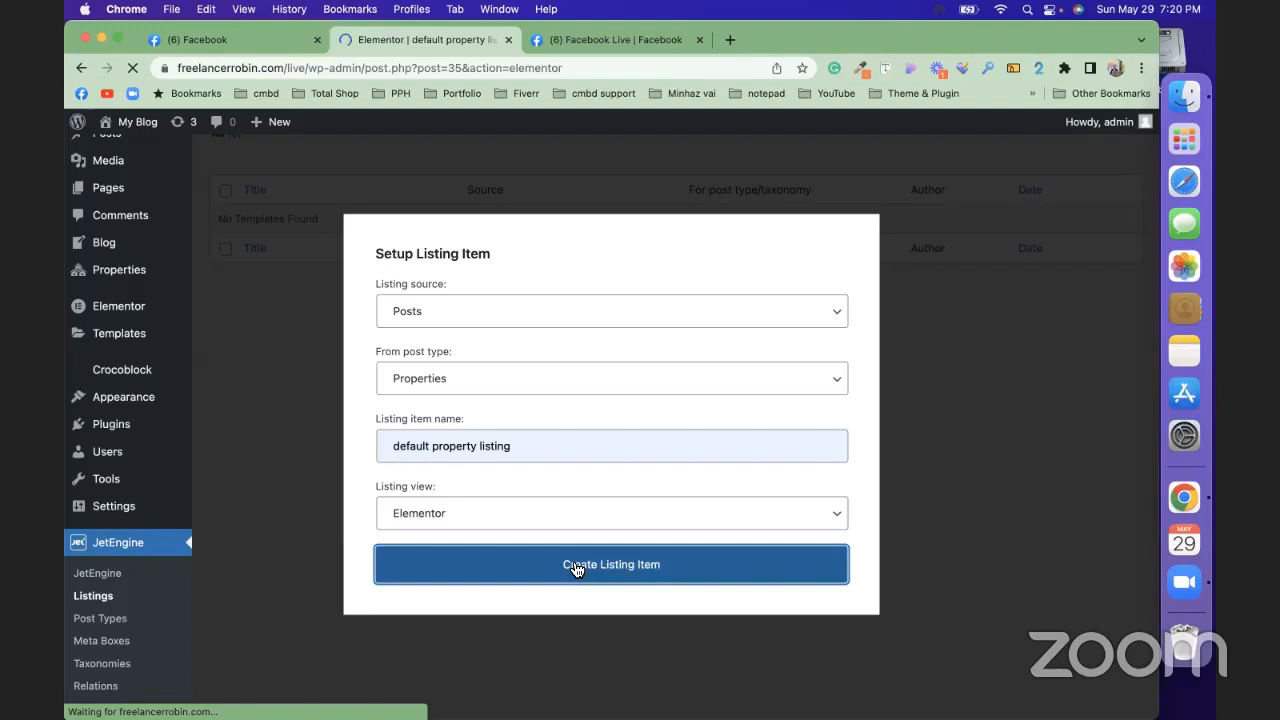 Chrome File Edit View History Bookmarks Profiles Tab Window Help Sun May 29 7:20 PM
(6) Facebook Elementor | default property lis (6) Facebook Live | Facebook
freelancerrobin.com/live/wp-admin/post.php?post=35&action=elementor
Bookmarks cmbd Total Shop PPH Portfolio Fiverr cmbd support Minhaz vai notepad YouTube Theme & Plugin » Other Bookmarks
My Blog 3 0 New Howdy, admin
Posts
Media
Pages
Comments
Blog
Properties
Elementor
Templates
Crocoblock
Appearance
Plugins
Users
Tools
Settings
JetEngine
JetEngine
Listings
Post Types
Meta Boxes
Taxonomies
Relations
Title Source For post type/taxonomy Author Date
No Templates Found.
Title Author Date
Setup Listing Item
Listing source:
Posts
From post type:
Properties
Listing item name:
default property listing
Listing view:
Elementor
Create Listing Item
MAY
29
zoom
Waiting for freelancerrobin.com...